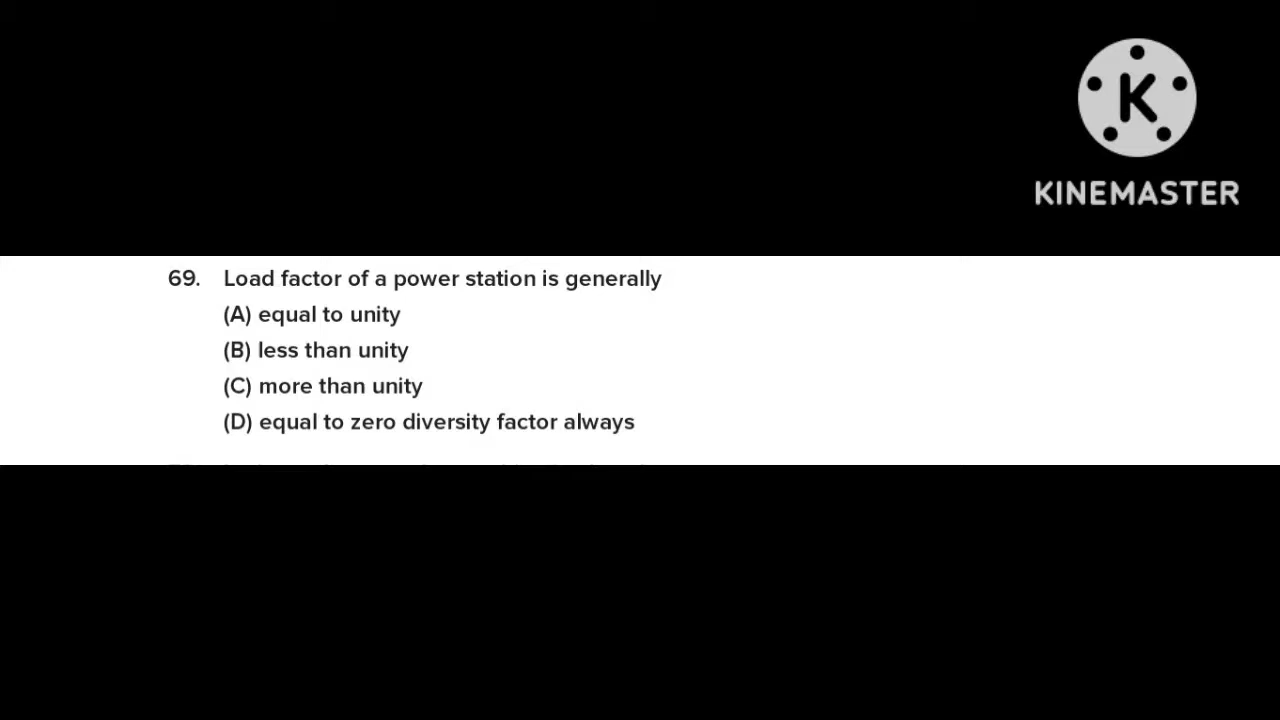 KINEMASTER
69. Load factor of a power station is generally
(A) equal to unity
(B) less than unity
(C) more than unity
(D) equal to zero diversity factor always